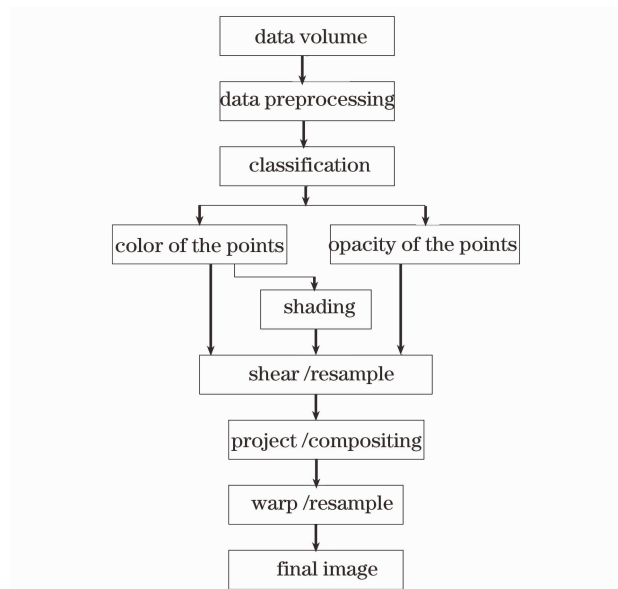 data volume
data preprocessing
classification
color of the points
opacity of the points
shading
shear /resample
project /compositing
warp /resample
final image